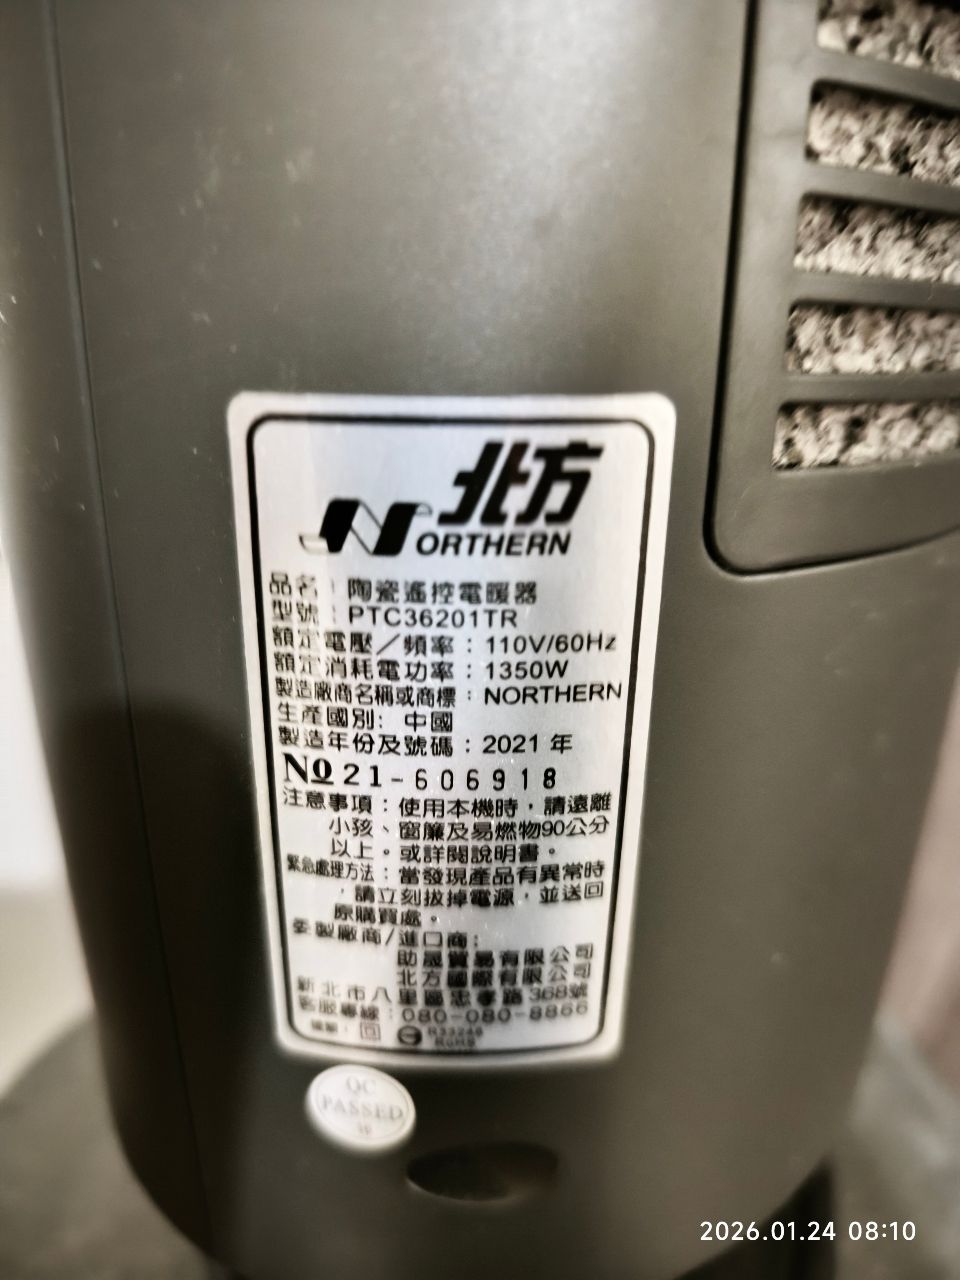 北方
NORTHERN
品名：陶瓷遙控電暖器
型號：PTC36201TR
額定電壓／頻率：110V/60Hz
額定消耗電功率：1350W
製造廠商名稱或商標：NORTHERN
生產國別：中國
製造年份及號碼：2021 年
№ 21-606918
注意事項：使用本機時，請遠離
小孩、窗簾及易燃物90公分
以上。或詳閱說明書。
緊急處理方法：當發現產品有異常時
，請立刻拔掉電源，並送回
原購買處。
委製廠商/進口商：
助晟貿易有限公司
北方國際有限公司
新北市八里區忠孝路368號
客服專線：080-080-8866
R33248
RoHS
QC
PASSED
2026.01.24 08:10